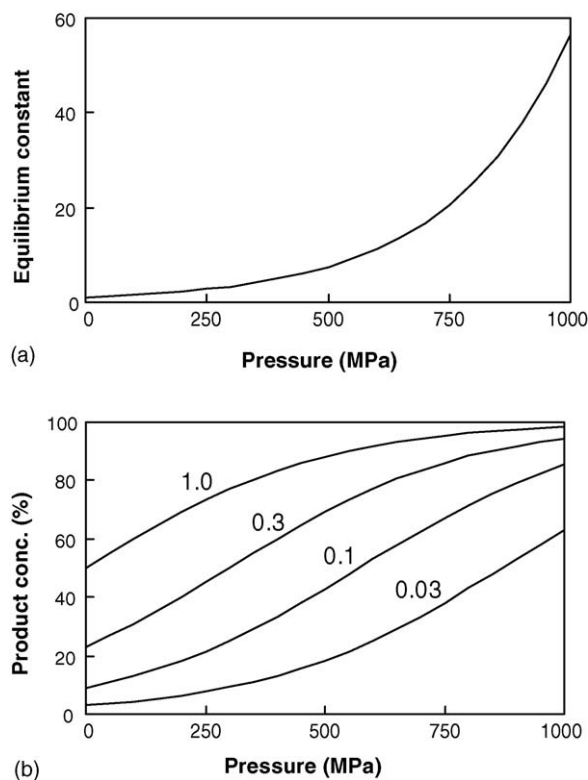 60
40
20
0
Equilibrium constant
0 250 500 750 1000
(a)
Pressure (MPa)
100
80
60
40
20
0
Product conc. (%)
1.0
0.3
0.1
0.03
0 250 500 750 1000
(b)
Pressure (MPa)